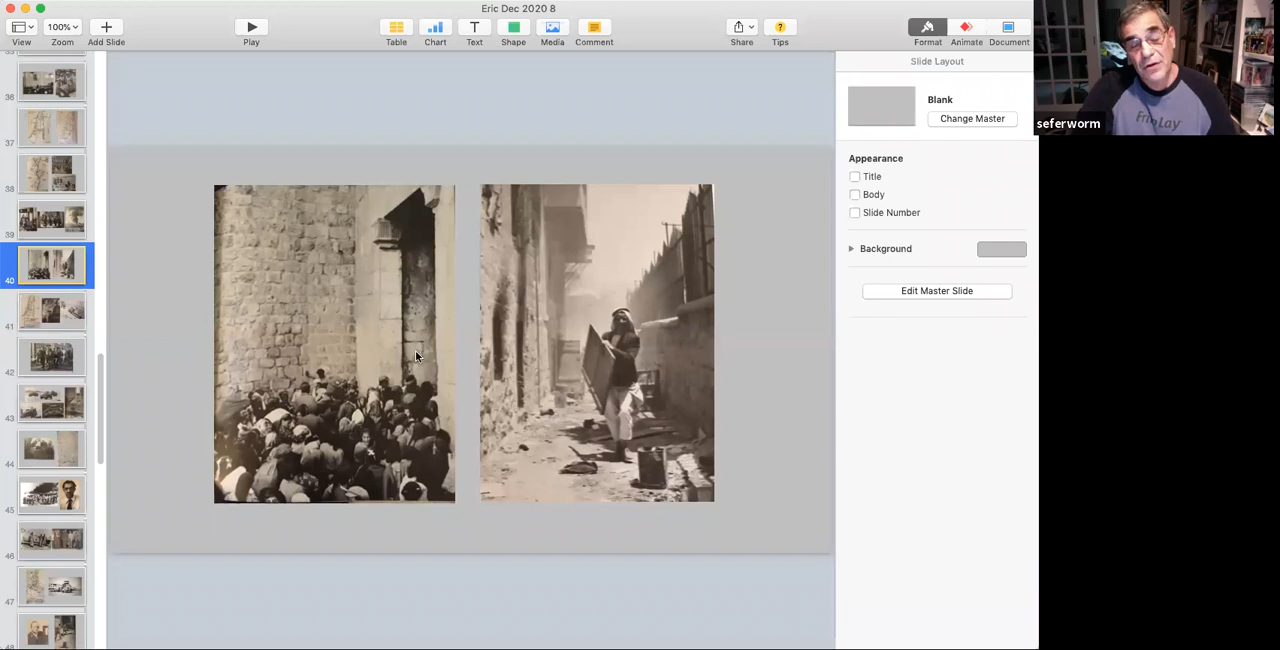 Eric Dec 2020 8
View
100%
Zoom
Add Slide
Play
Table
Chart
Text
Shape
Media
Comment
Share
Tips
Format
Animate
Document
Slide Layout
Blank
Change Master
Appearance
Title
Body
Slide Number
Background
Edit Master Slide
36
37
38
39
40
41
42
43
44
45
46
47
seferworm